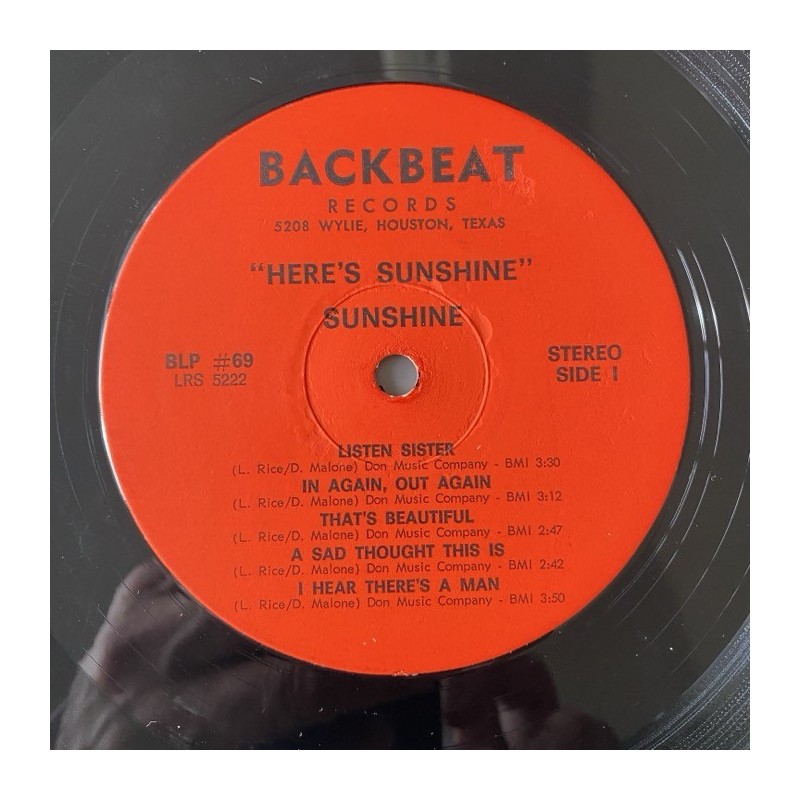 BACKBEAT
RECORDS
5208 WYLIE, HOUSTON, TEXAS
"HERE'S SUNSHINE"
SUNSHINE
BLP #69
LRS 5222
STEREO
SIDE I
LISTEN SISTER
(L. Rice/D. Malone) Don Music Company - BMI 3:30
IN AGAIN, OUT AGAIN
(L. Rice/D. Malone) Don Music Company - BMI 3:12
THAT'S BEAUTIFUL
(L. Rice/D. Malone) Don Music Company - BMI 2:47
A SAD THOUGHT THIS IS
(L. Rice/D. Malone) Don Music Company - BMI 2:42
I HEAR THERE'S A MAN
(L. Rice/D. Malone) Don Music Company - BMI 3:50